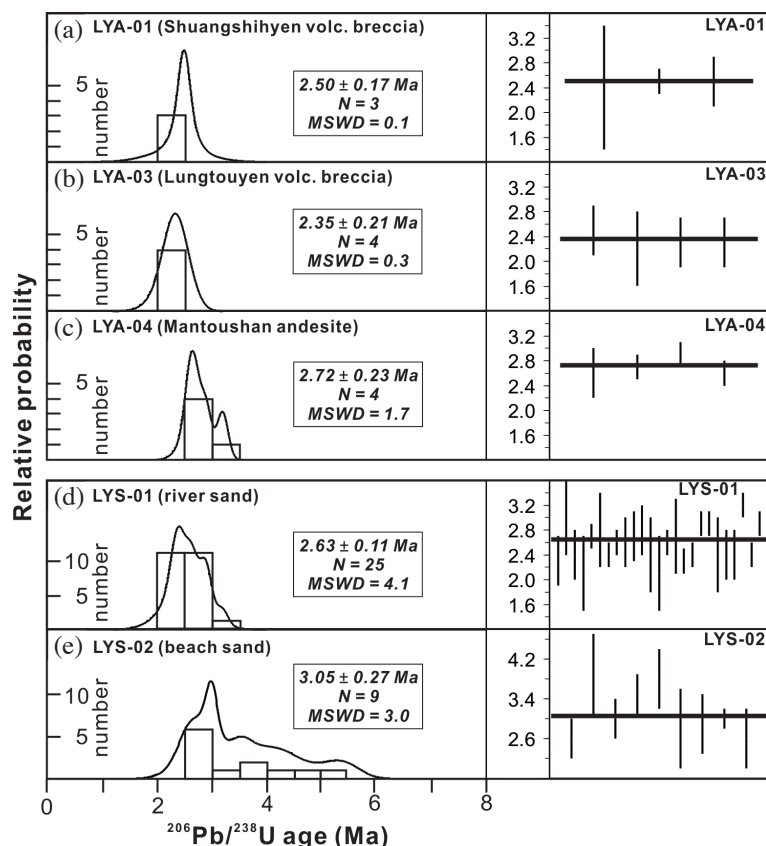 (a) LYA-01 (Shuangshihyen volc. breccia)
5
number
2.50 ± 0.17 Ma
N = 3
MSWD = 0.1
LYA-01
3.2
2.8
2.4
2.0
1.6
(b) LYA-03 (Lungtouyen volc. breccia)
5
number
2.35 ± 0.21 Ma
N = 4
MSWD = 0.3
LYA-03
3.2
2.8
2.4
2.0
1.6
(c) LYA-04 (Mantoushan andesite)
5
number
2.72 ± 0.23 Ma
N = 4
MSWD = 1.7
LYA-04
3.2
2.8
2.4
2.0
1.6
Relative probability
(d) LYS-01 (river sand)
10
5
number
2.63 ± 0.11 Ma
N = 25
MSWD = 4.1
LYS-01
3.2
2.8
2.4
2.0
1.6
(e) LYS-02 (beach sand)
10
5
number
3.05 ± 0.27 Ma
N = 9
MSWD = 3.0
LYS-02
4.2
3.4
2.6
0 2 4 6 8
²⁰⁶Pb/²³⁸U age (Ma)